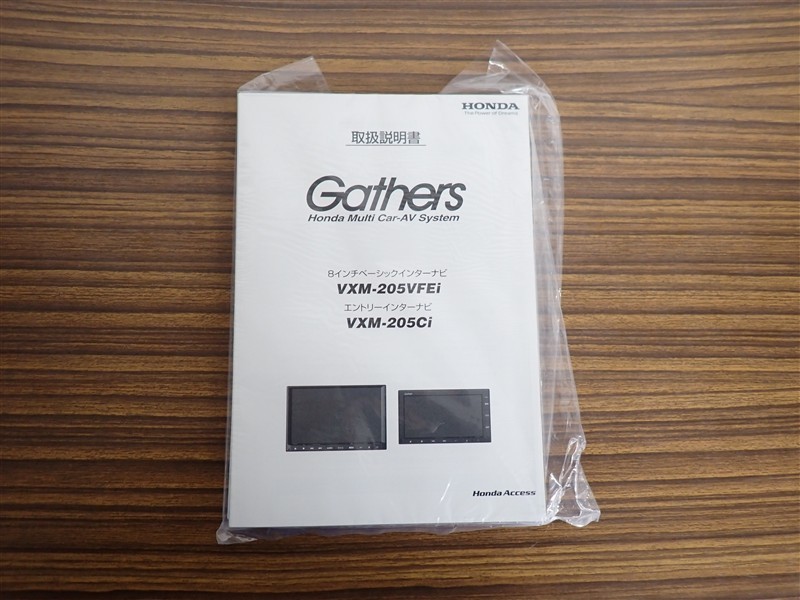 HONDA
The Power of Dreams
取扱説明書
Gathers
Honda Multi Car-AV System
8インチベーシックインターナビ
VXM-205VFEi
エントリーインターナビ
VXM-205Ci
Honda Access